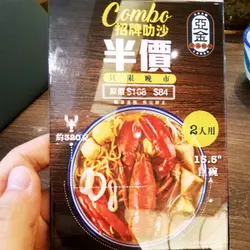 Combo
招牌叻沙
半價
只限晚市
原價 $168 $84
亞金
2人用
約320g
15.5"
巨碗